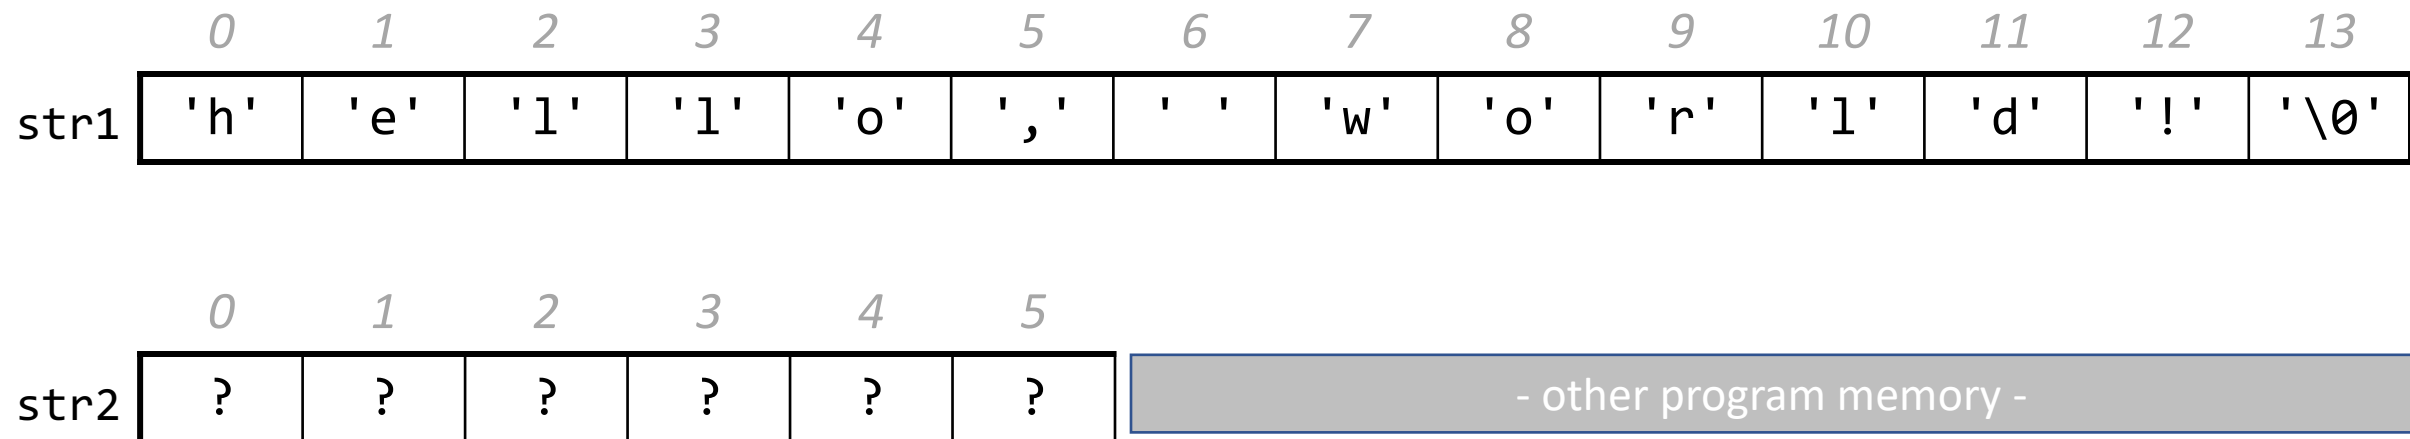 0 1 2 3 4 5 6 7 8 9 10 11 12 13
str1 'h' 'e' 'l' 'l' 'o' ',' ' ' 'w' 'o' 'r' 'l' 'd' '!' '\0'
0 1 2 3 4 5
str2 ? ? ? ? ? ? - other program memory -